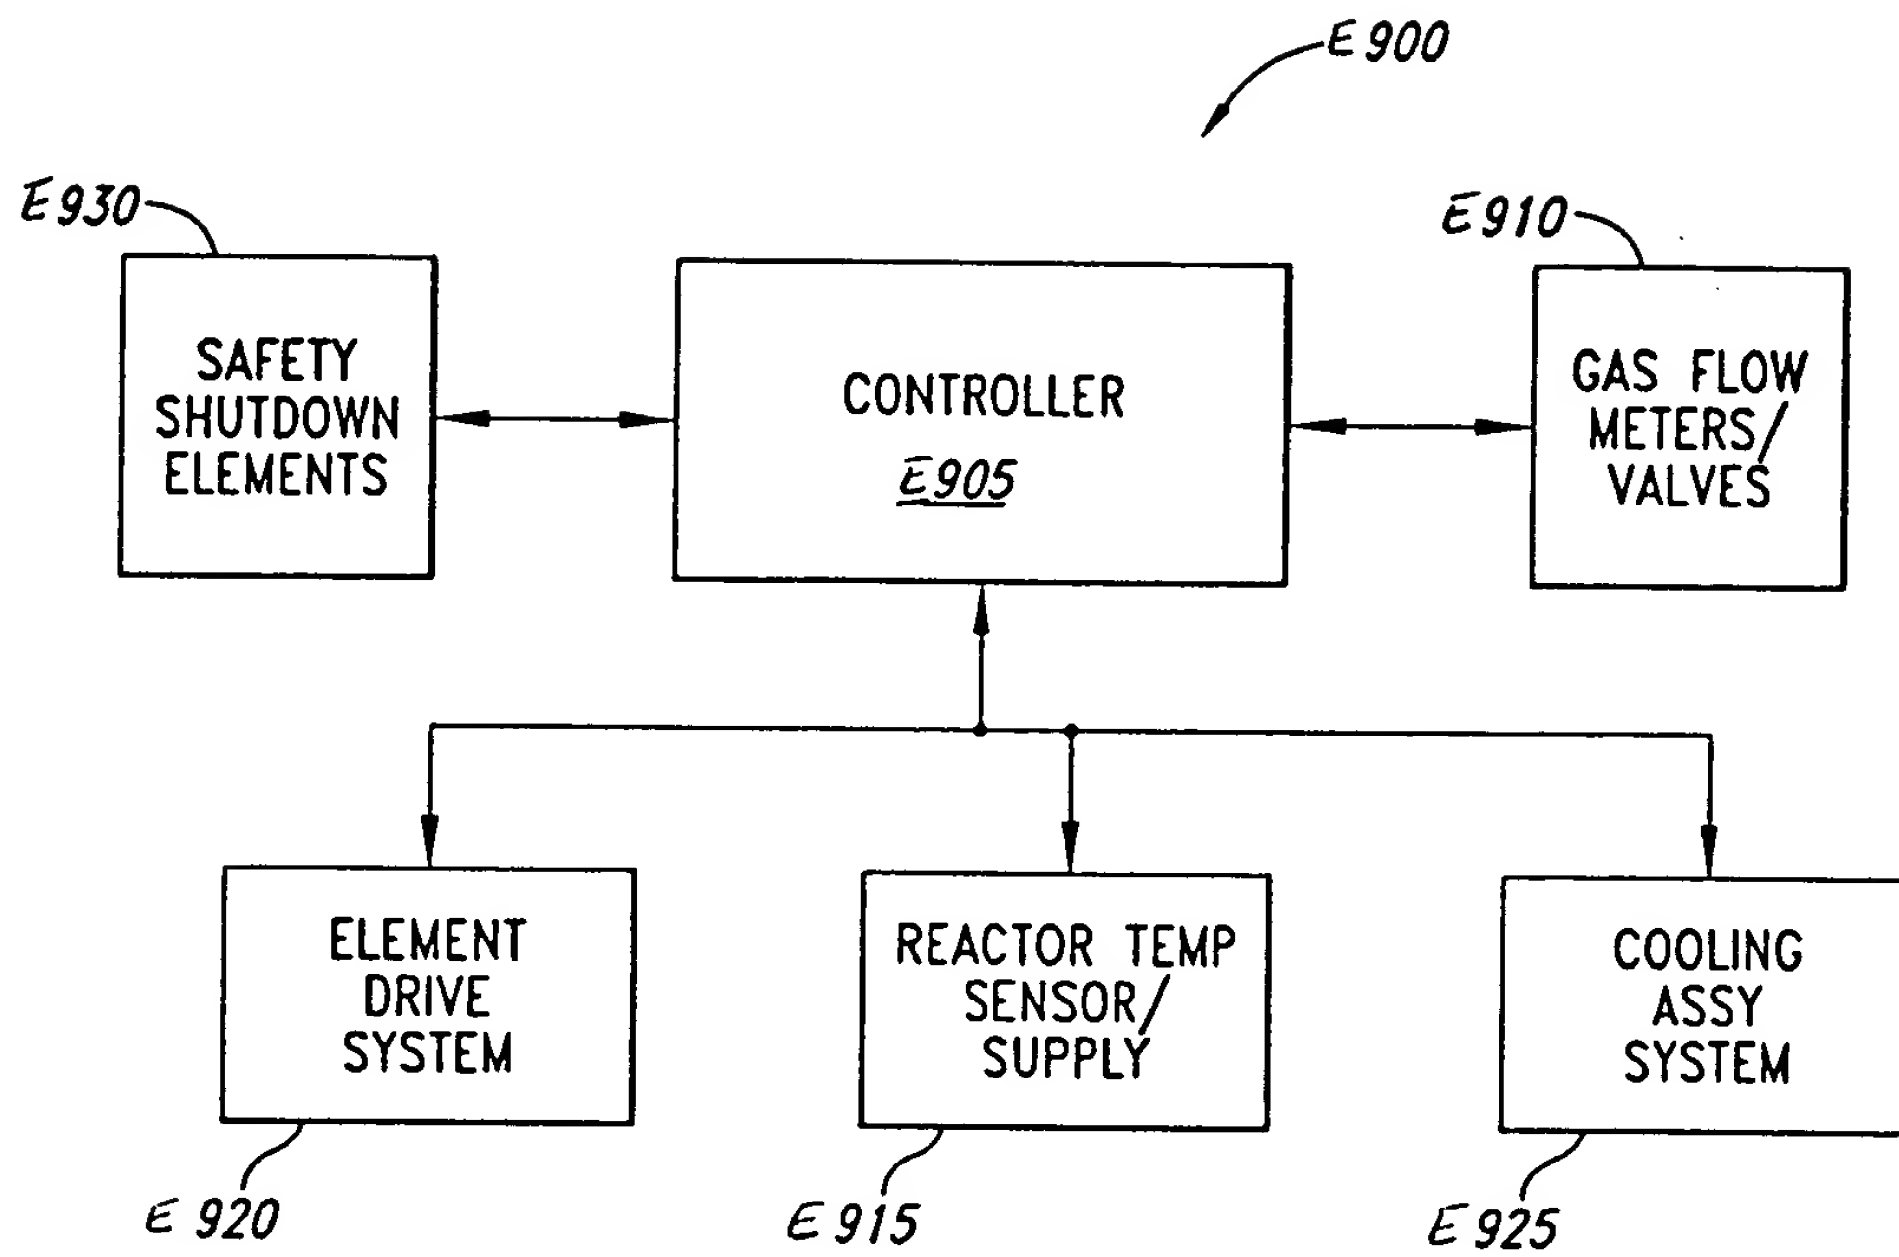 E900
E930
E910
SAFETY
SHUTDOWN
ELEMENTS
CONTROLLER
E905
GAS FLOW
METERS/
VALVES
ELEMENT
DRIVE
SYSTEM
REACTOR TEMP
SENSOR/
SUPPLY
COOLING
ASSY
SYSTEM
E920
E915
E925